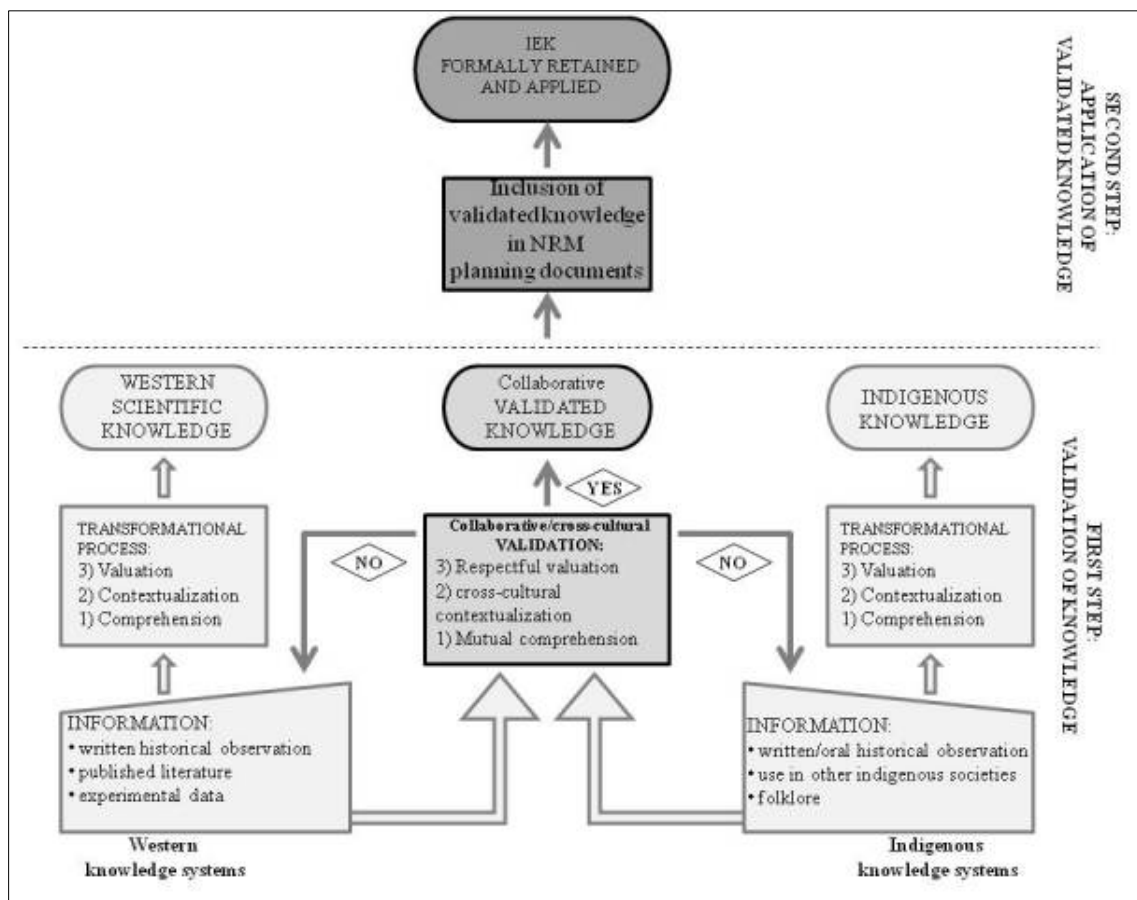 IEK
FORMALLY RETAINED
AND APPLIED
Inclusion of
validated knowledge
in NRM
planning documents
SECOND STEP:
APPLICATION OF
VALIDATED KNOWLEDGE
WESTERN
SCIENTIFIC
KNOWLEDGE
Collaborative
VALIDATED
KNOWLEDGE
INDIGENOUS
KNOWLEDGE
YES
TRANSFORMATIONAL
PROCESS:
3) Valuation
2) Contextualization
1) Comprehension
NO
Collaborative/cross-cultural
VALIDATION:
3) Respectful valuation
2) cross-cultural
contextualization
1) Mutual comprehension
NO
TRANSFORMATIONAL
PROCESS:
3) Valuation
2) Contextualization
1) Comprehension
FIRST STEP:
VALIDATION OF KNOWLEDGE
INFORMATION:
• written historical observation
• published literature
• experimental data
Western
knowledge systems
INFORMATION:
• written/oral historical observation
• use in other indigenous societies
• folklore
Indigenous
knowledge systems